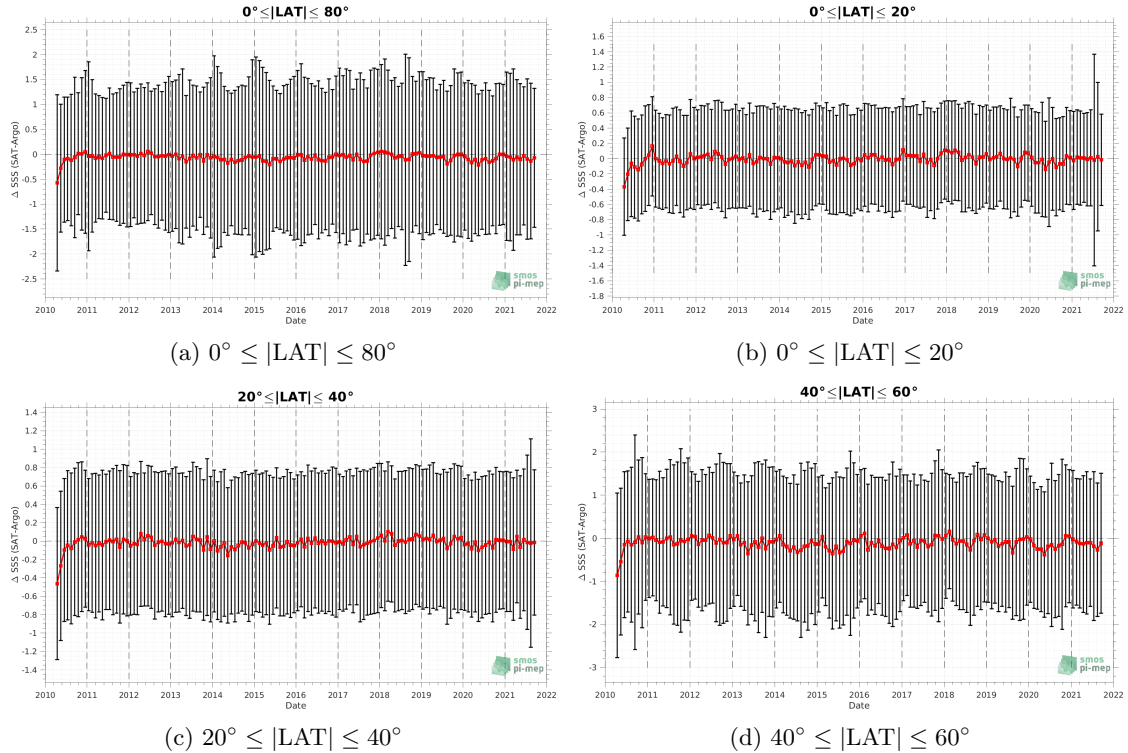 0°≤|LAT|≤ 80°
2.5
2
1.5
1
0.5
0
-0.5
-1
-1.5
-2
-2.5
Δ SSS (SAT-Argo)
2010 2011 2012 2013 2014 2015 2016 2017 2018 2019 2020 2021 2022
Date
smos
pi-mep
(a) 0° ≤ |LAT| ≤ 80°
0°≤|LAT|≤ 20°
1.6
1.4
1.2
1
0.8
0.6
0.4
0.2
0
-0.2
-0.4
-0.6
-0.8
-1
-1.2
-1.4
-1.6
-1.8
Δ SSS (SAT-Argo)
2010 2011 2012 2013 2014 2015 2016 2017 2018 2019 2020 2021 2022
Date
smos
pi-mep
(b) 0° ≤ |LAT| ≤ 20°
20°≤|LAT|≤ 40°
1.4
1.2
1
0.8
0.6
0.4
0.2
0
-0.2
-0.4
-0.6
-0.8
-1
-1.2
-1.4
Δ SSS (SAT-Argo)
2010 2011 2012 2013 2014 2015 2016 2017 2018 2019 2020 2021 2022
Date
smos
pi-mep
(c) 20° ≤ |LAT| ≤ 40°
40°≤|LAT|≤ 60°
3
2
1
0
-1
-2
-3
Δ SSS (SAT-Argo)
2010 2011 2012 2013 2014 2015 2016 2017 2018 2019 2020 2021 2022
Date
smos
pi-mep
(d) 40° ≤ |LAT| ≤ 60°